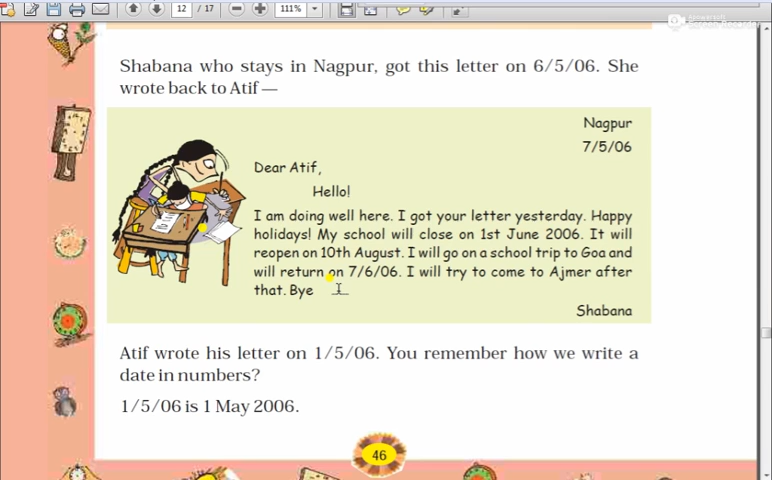 12 / 17
111%
Shabana who stays in Nagpur, got this letter on 6/5/06. She
wrote back to Atif —
Nagpur
7/5/06
Dear Atif,
Hello!
I am doing well here. I got your letter yesterday. Happy
holidays! My school will close on 1st June 2006. It will
reopen on 10th August. I will go on a school trip to Goa and
will return on 7/6/06. I will try to come to Ajmer after
that. Bye
Shabana
Atif wrote his letter on 1/5/06. You remember how we write a
date in numbers?
1/5/06 is 1 May 2006.
46